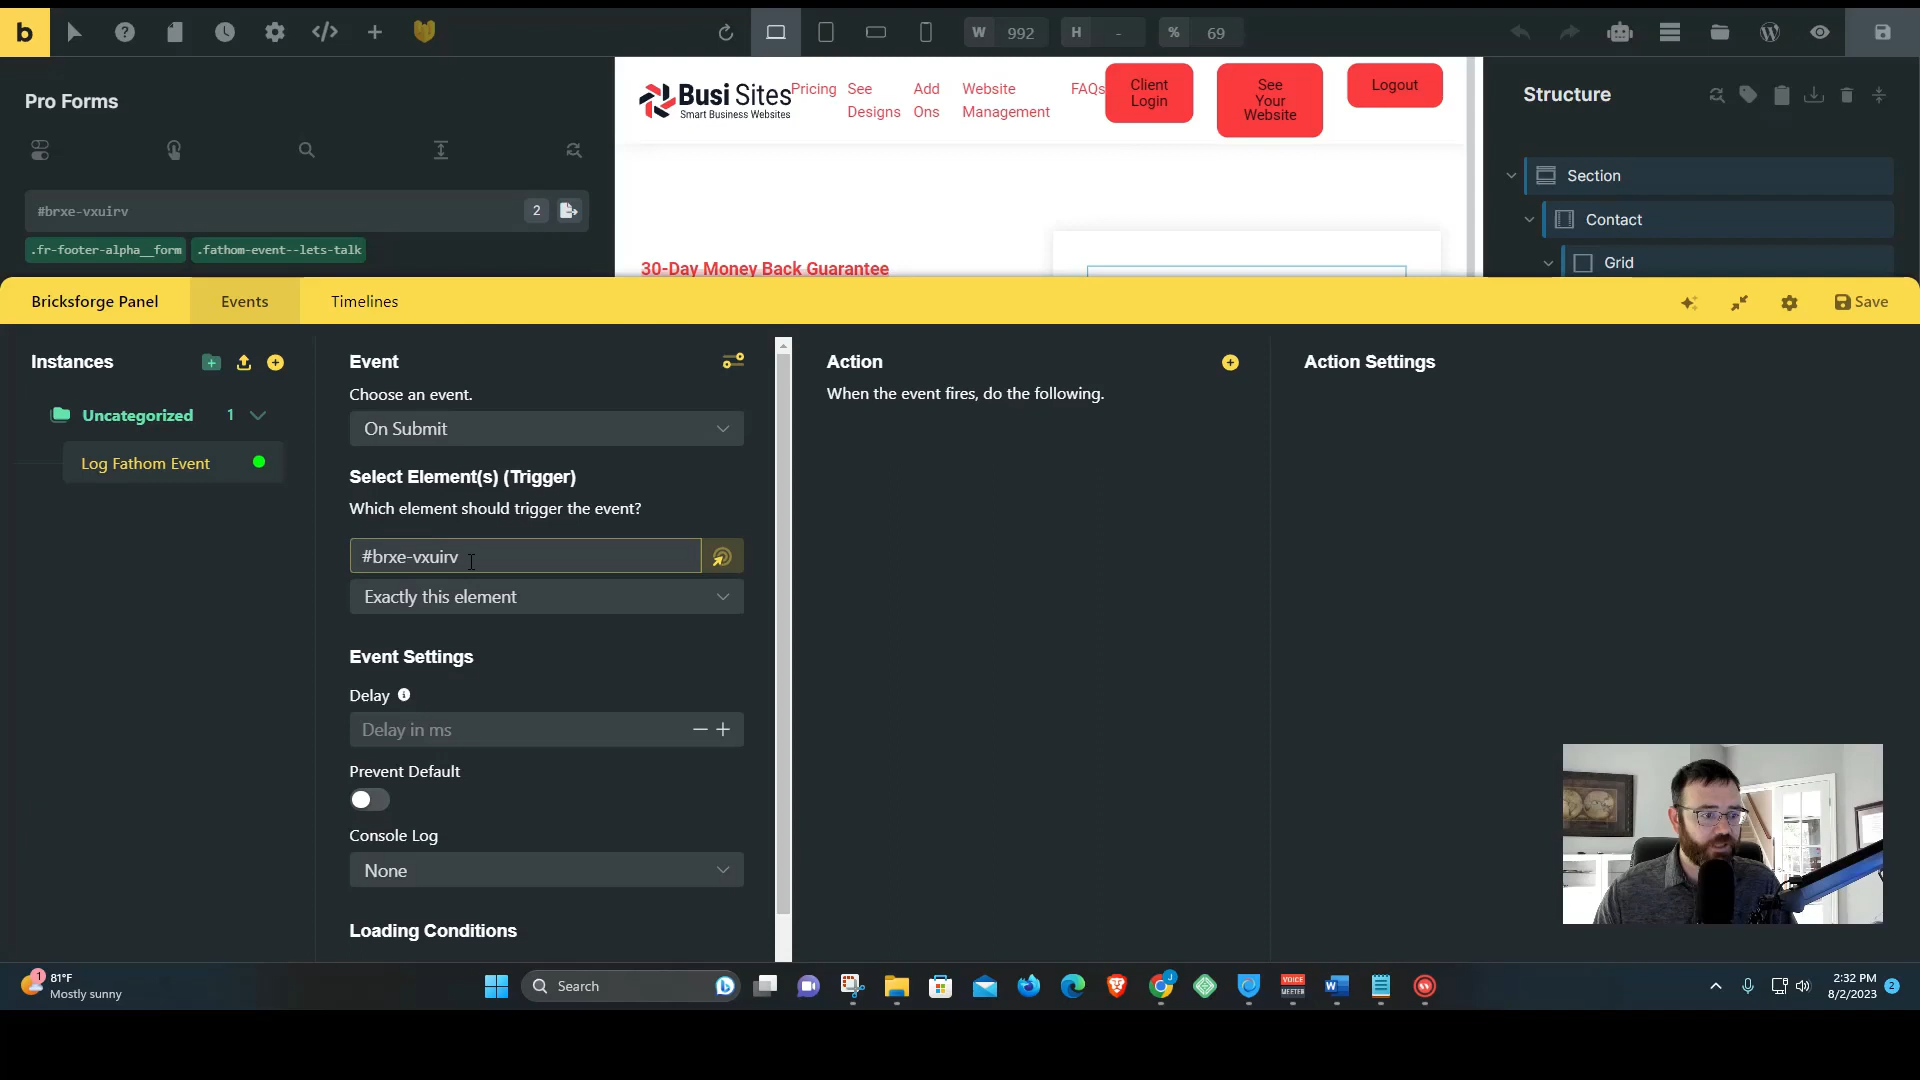 b
W 992 H - % 69
Pro Forms
#brxe-vxuirv 2
.fr-footer-alpha__form .fathom-event--lets-talk
Busi Sites
Smart Business Websites
Pricing
See Designs
Add Ons
Website Management
FAQs
Client Login
See Your Website
Logout
30-Day Money Back Guarantee
Structure
Section
Contact
Grid
Bricksforge Panel Events Timelines Save
Instances
Uncategorized 1
Log Fathom Event
Event
Choose an event.
On Submit
Select Element(s) (Trigger)
Which element should trigger the event?
#brxe-vxuirv
Exactly this element
Event Settings
Delay
Delay in ms
Prevent Default
Console Log
None
Loading Conditions
Action
When the event fires, do the following.
Action Settings
1
81°F
Mostly sunny
Search
J
VOICE
MEETER
2:32 PM
8/2/2023
2